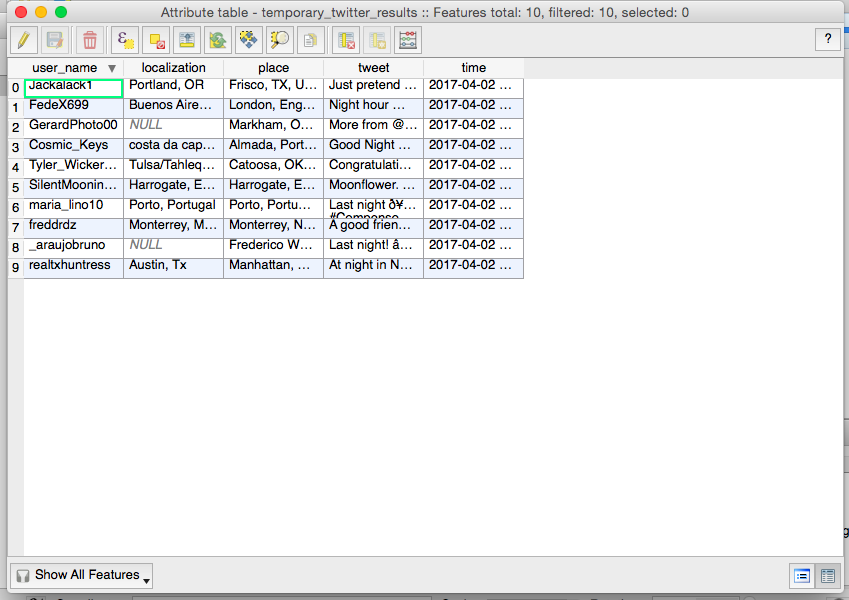 Attribute table - temporary_twitter_results :: Features total: 10, filtered: 10, selected: 0
?
user_name localization place tweet time
0 Jackalack1 Portland, OR Frisco, TX, U... Just pretend ... 2017-04-02 ...
1 FedeX699 Buenos Aire... London, Eng... Night hour ... 2017-04-02 ...
2 GerardPhoto00 NULL Markham, O... More from @... 2017-04-02 ...
3 Cosmic_Keys costa da cap... Almada, Port... Good Night ... 2017-04-02 ...
4 Tyler_Wicker... Tulsa/Tahleq... Catoosa, OK... Congratulati... 2017-04-02 ...
5 SilentMoonin... Harrogate, E... Harrogate, E... Moonflower. ... 2017-04-02 ...
6 maria_lino10 Porto, Portugal Porto, Portu... Last night ð¥... 2017-04-02 ...
7 freddrdz Monterrey, M... Monterrey, N... A good frien... 2017-04-02 ...
8 _araujobruno NULL Frederico W... Last night! â... 2017-04-02 ...
9 realtxhuntress Austin, Tx Manhattan, ... At night in N... 2017-04-02 ...
Show All Features